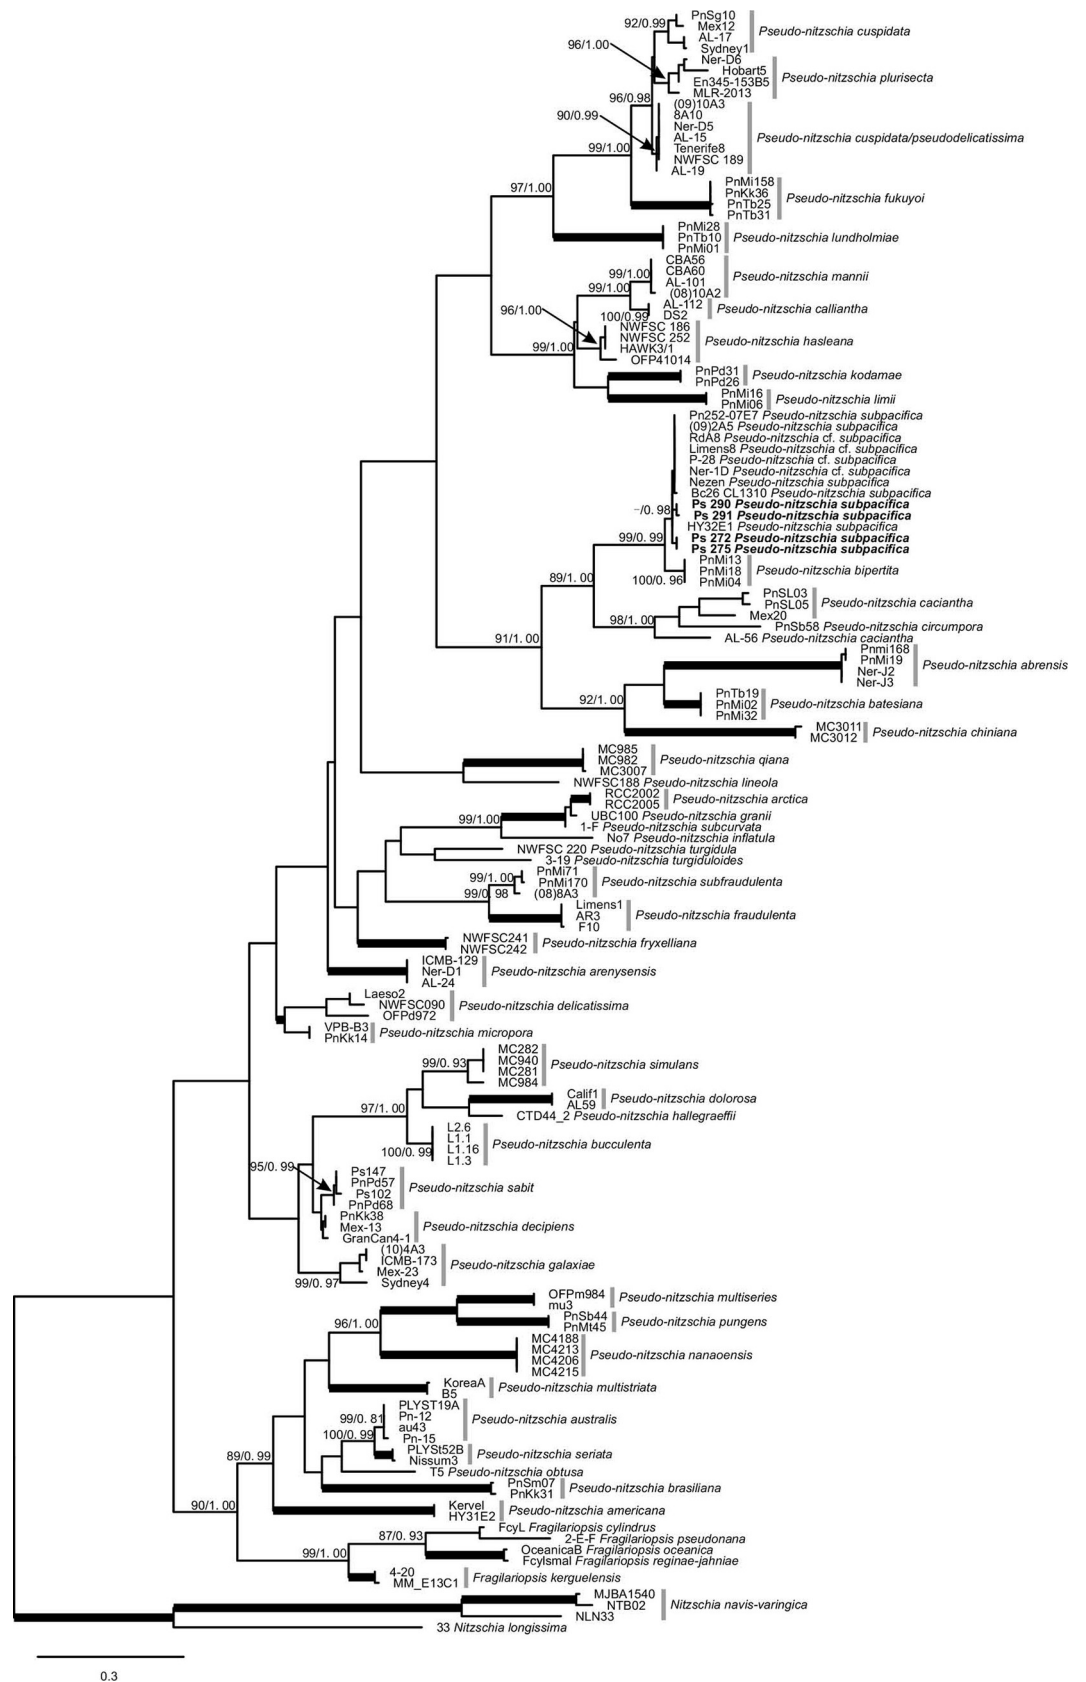 PnSg10
Mex12
AL-17
Sydney1
Pseudo-nitzschia cuspidata
92/0.99
96/1.00
Ner-D6
Hobart5
En345-153B5
MLR-2013
Pseudo-nitzschia plurisecta
96/0.98
90/0.99
(09)10A3
8A10
Ner-D5
AL-15
Tenerife8
NWFSC 189
AL-19
Pseudo-nitzschia cuspidata/pseudodelicatissima
99/1.00
97/1.00
PnMi158
PnKk36
PnTb25
PnTb31
Pseudo-nitzschia fukuyoi
PnMi28
PnTb10
PnMi01
Pseudo-nitzschia lundholmiae
CBA56
CBA60
AL-101
(08)10A2
Pseudo-nitzschia mannii
99/1.00
99/1.00
AL-112
DS2
Pseudo-nitzschia calliantha
100/0.99
96/1.00
NWFSC 186
NWFSC 252
HAWK3/1
OFP41014
Pseudo-nitzschia hasleana
99/1.00
PnPd31
PnPd26
Pseudo-nitzschia kodamae
PnMi16
PnMi06
Pseudo-nitzschia limii
Pn252-07E7 Pseudo-nitzschia subpacifica
(09)2A5 Pseudo-nitzschia subpacifica
RdA8 Pseudo-nitzschia cf. subpacifica
Limens8 Pseudo-nitzschia cf. subpacifica
P-28 Pseudo-nitzschia cf. subpacifica
Ner-1D Pseudo-nitzschia cf. subpacifica
Nezen Pseudo-nitzschia subpacifica
Bc26 CL1310 Pseudo-nitzschia subpacifica
Ps 290 Pseudo-nitzschia subpacifica
–/0. 98
Ps 291 Pseudo-nitzschia subpacifica
HY32E1 Pseudo-nitzschia subpacifica
Ps 272 Pseudo-nitzschia subpacifica
99/0. 99
Ps 275 Pseudo-nitzschia subpacifica
PnMi13
PnMi18
PnMi04
Pseudo-nitzschia bipertita
100/0. 96
89/1. 00
PnSL03
PnSL05
Mex20
Pseudo-nitzschia caciantha
98/1. 00
PnSb58 Pseudo-nitzschia circumpora
AL-56 Pseudo-nitzschia caciantha
91/1. 00
Pnmi168
PnMi19
Ner-J2
Ner-J3
Pseudo-nitzschia abrensis
PnTb19
PnMi02
PnMi32
Pseudo-nitzschia batesiana
92/1. 00
MC3011
MC3012
Pseudo-nitzschia chiniana
MC985
MC982
MC3007
Pseudo-nitzschia qiana
NWFSC188 Pseudo-nitzschia lineola
RCC2002
RCC2005
Pseudo-nitzschia arctica
UBC100 Pseudo-nitzschia granii
99/1. 00
1-F Pseudo-nitzschia subcurvata
No7 Pseudo-nitzschia inflatula
NWFSC 220 Pseudo-nitzschia turgidula
3-19 Pseudo-nitzschia turgiduloides
PnMi71
PnMi170
(08)8A3
Pseudo-nitzschia subfraudulenta
99/1. 00
99/0. 98
Limens1
AR3
F10
Pseudo-nitzschia fraudulenta
NWFSC241
NWFSC242
Pseudo-nitzschia fryxelliana
ICMB-129
Ner-D1
AL-24
Pseudo-nitzschia arenysensis
Laeso2
NWFSC090
OFPd972
Pseudo-nitzschia delicatissima
VPB-B3
PnKk14
Pseudo-nitzschia micropora
MC282
MC940
MC281
MC984
Pseudo-nitzschia simulans
99/0. 93
Calif1
AL59
Pseudo-nitzschia dolorosa
97/1. 00
CTD44_2 Pseudo-nitzschia hallegraeffii
L2.6
L1.1
L1.16
L1.3
Pseudo-nitzschia bucculenta
100/0. 99
95/0. 99
Ps147
PnPd57
Ps102
PnPd68
Pseudo-nitzschia sabit
PnKk38
Mex-13
GranCan4-1
Pseudo-nitzschia decipiens
(10)4A3
ICMB-173
Mex-23
Sydney4
Pseudo-nitzschia galaxiae
99/0. 97
OFPm984
mu3
Pseudo-nitzschia multiseries
PnSb44
PnMt45
Pseudo-nitzschia pungens
96/1. 00
MC4188
MC4213
MC4206
MC4215
Pseudo-nitzschia nanaoensis
KoreaA
B5
Pseudo-nitzschia multistriata
PLYST19A
Pn-12
au43
Pn-15
Pseudo-nitzschia australis
99/0. 81
100/0. 99
PLYSt52B
Nissum3
Pseudo-nitzschia seriata
89/0. 99
T5 Pseudo-nitzschia obtusa
PnSm07
PnKk31
Pseudo-nitzschia brasiliana
90/1. 00
Kervel
HY31E2
Pseudo-nitzschia americana
FcyL Fragilariopsis cylindrus
87/0. 93
2-E-F Fragilariopsis pseudonana
OceanicaB Fragilariopsis oceanica
99/1. 00
Fcylsmal Fragilariopsis reginae-jahniae
4-20
MM_E13C1
Fragilariopsis kerguelensis
MJBA1540
NTB02
NLN33
Nitzschia navis-varingica
33 Nitzschia longissima
0.3